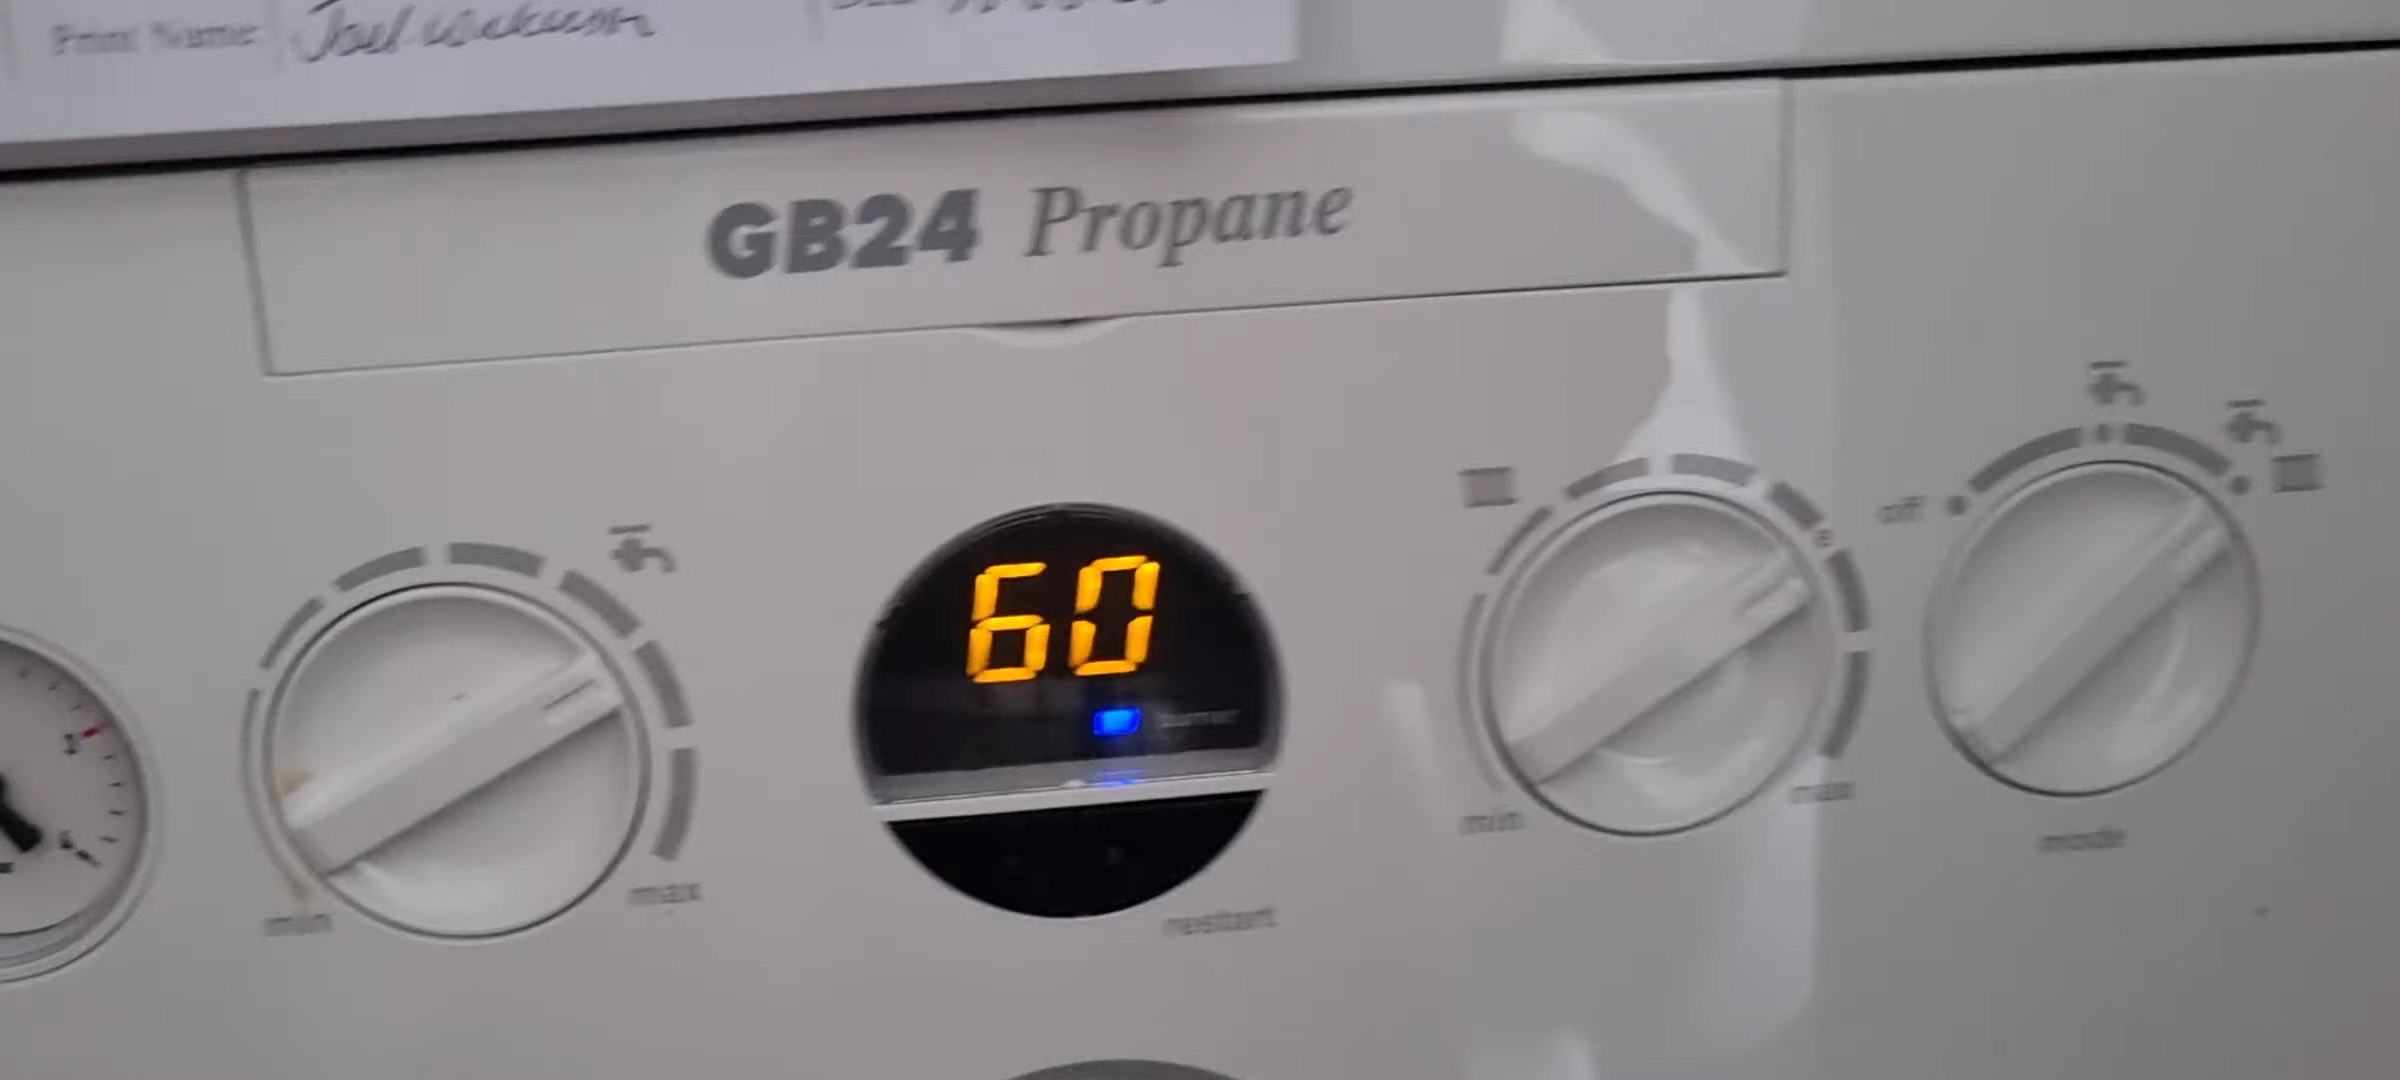 Print Name
GB24 Propane
off
60
burner
min
max
min
max
mode
restart